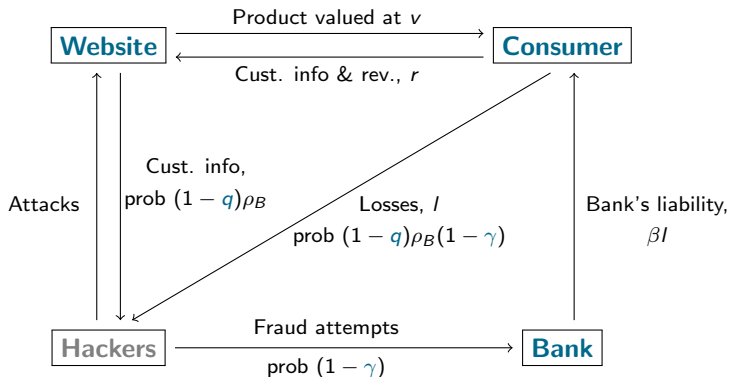 Product valued at v
Website
Consumer
Cust. info & rev., r
Cust. info,
prob (1 − q)ρ_B
Attacks
Losses, l
prob (1 − q)ρ_B(1 − γ)
Bank's liability,
βl
Fraud attempts
Hackers
Bank
prob (1 − γ)